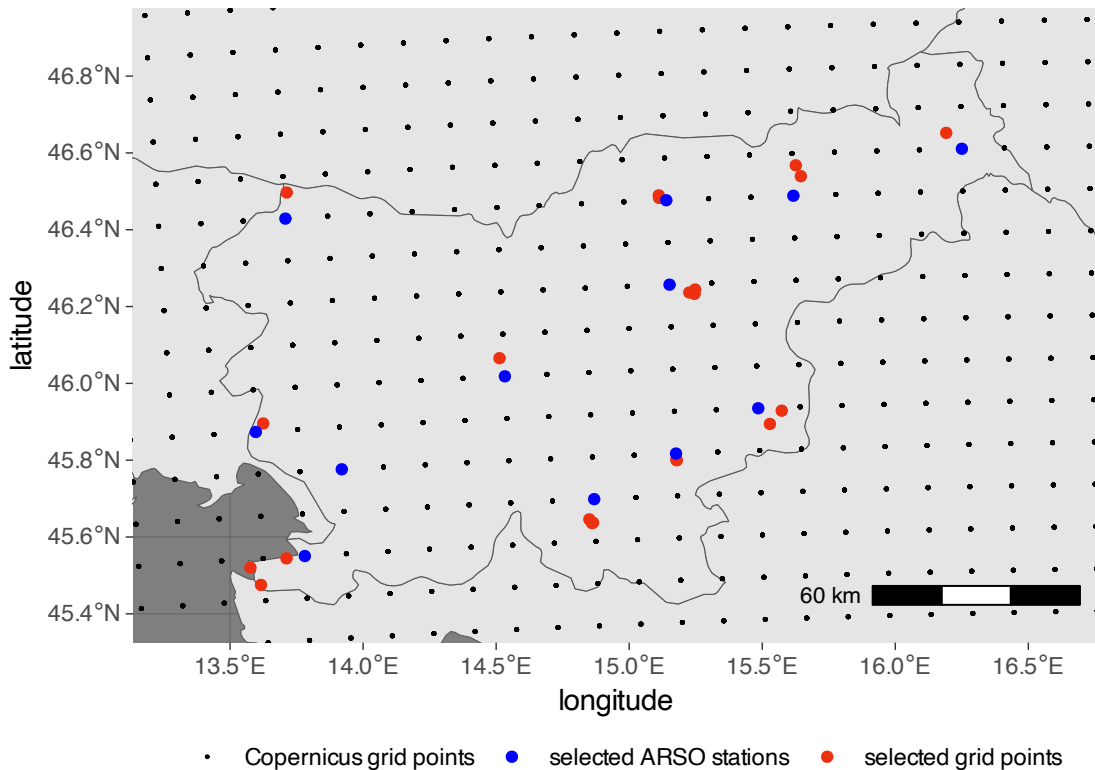 46.8°N
46.6°N
46.4°N
46.2°N
46.0°N
45.8°N
45.6°N
45.4°N
latitude
60 km
13.5°E 14.0°E 14.5°E 15.0°E 15.5°E 16.0°E 16.5°E
longitude
Copernicus grid points selected ARSO stations selected grid points